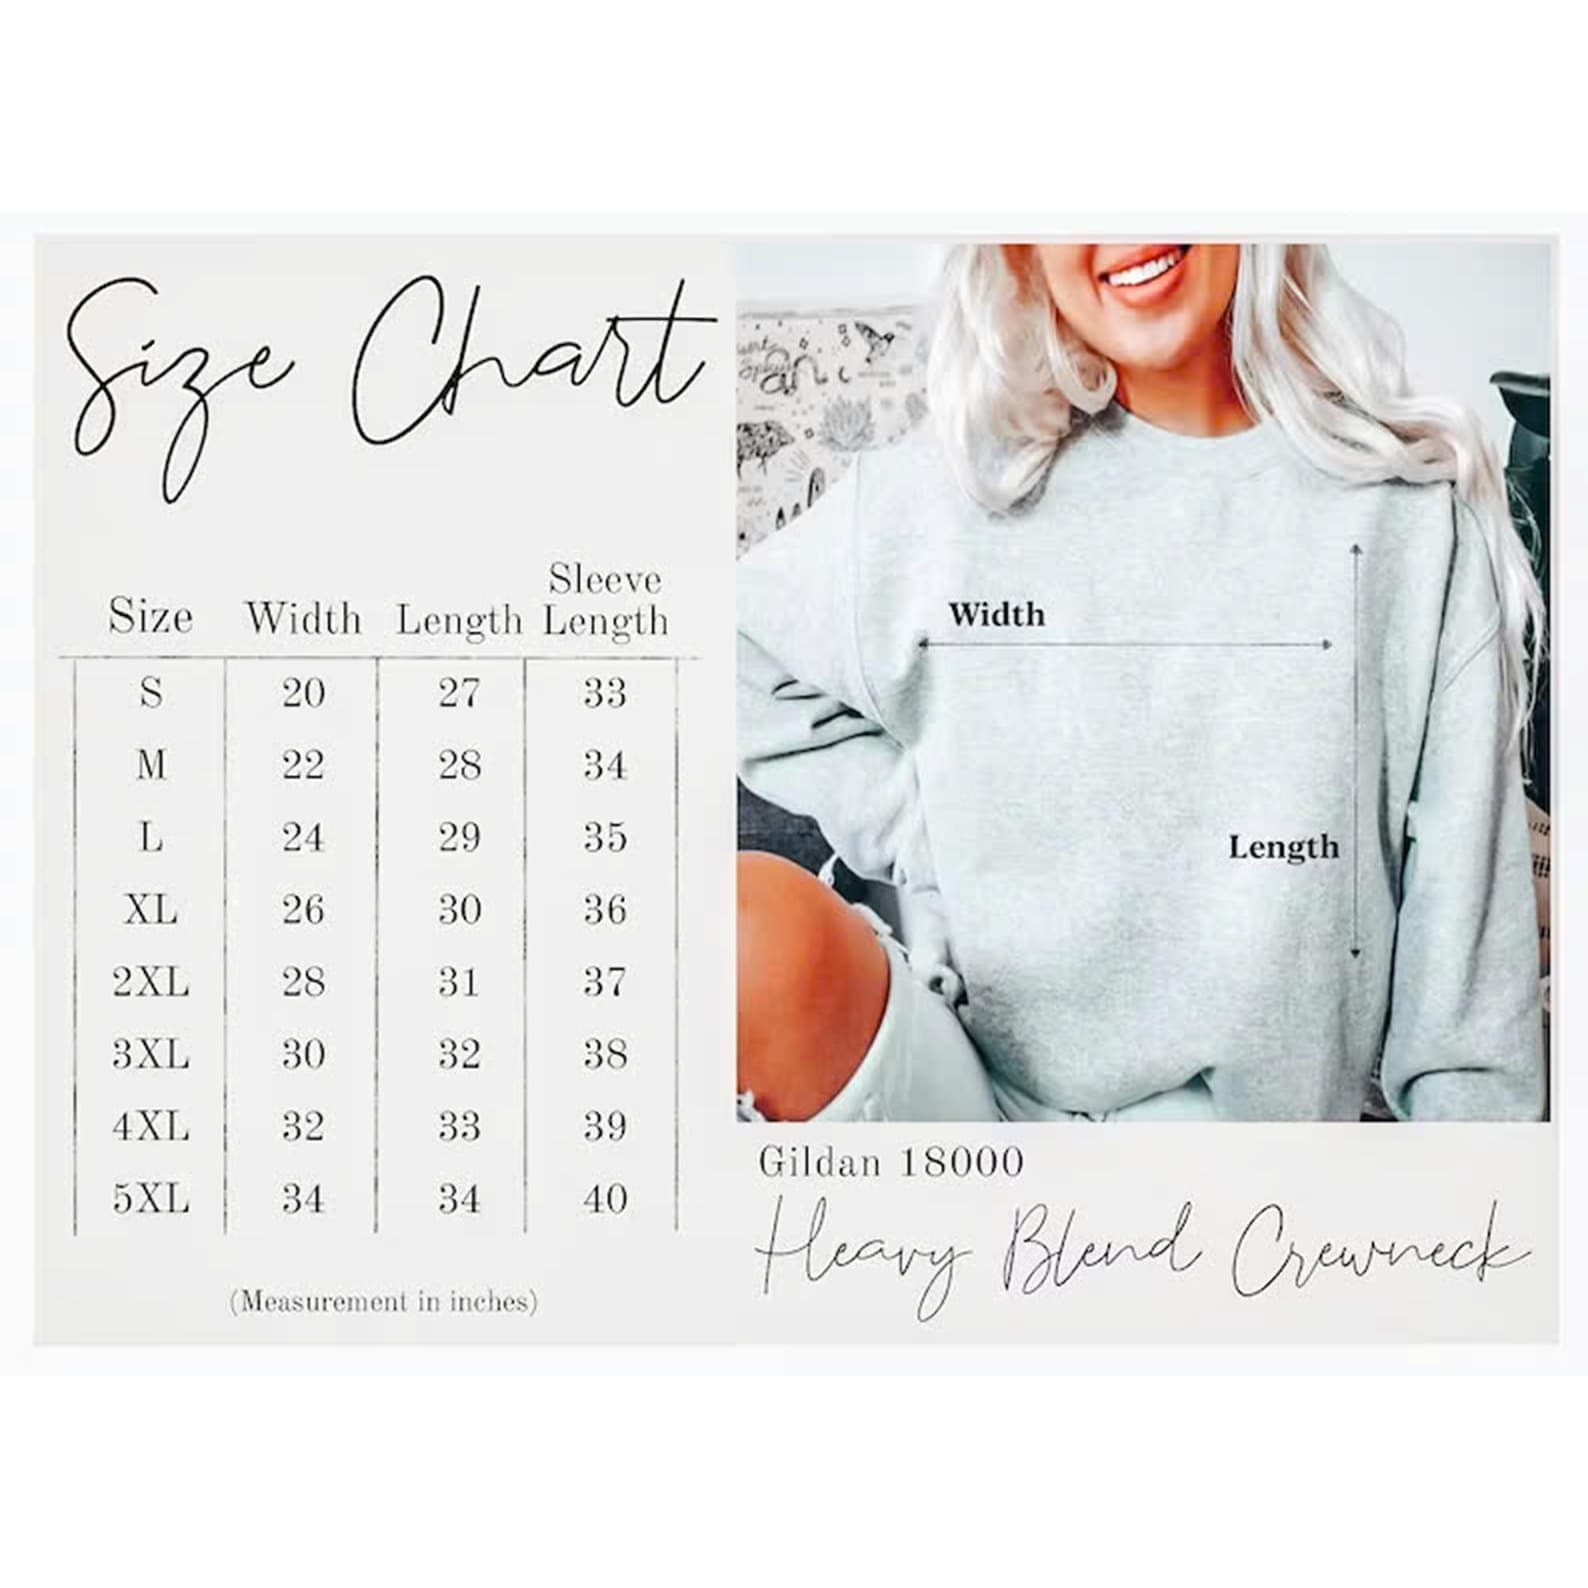 Size Chart
Size Width Length Sleeve Length
S 20 27 33
M 22 28 34
L 24 29 35
XL 26 30 36
2XL 28 31 37
3XL 30 32 38
4XL 32 33 39
5XL 34 34 40
(Measurement in inches)
Width
Length
Gildan 18000
Heavy Blend Crewneck